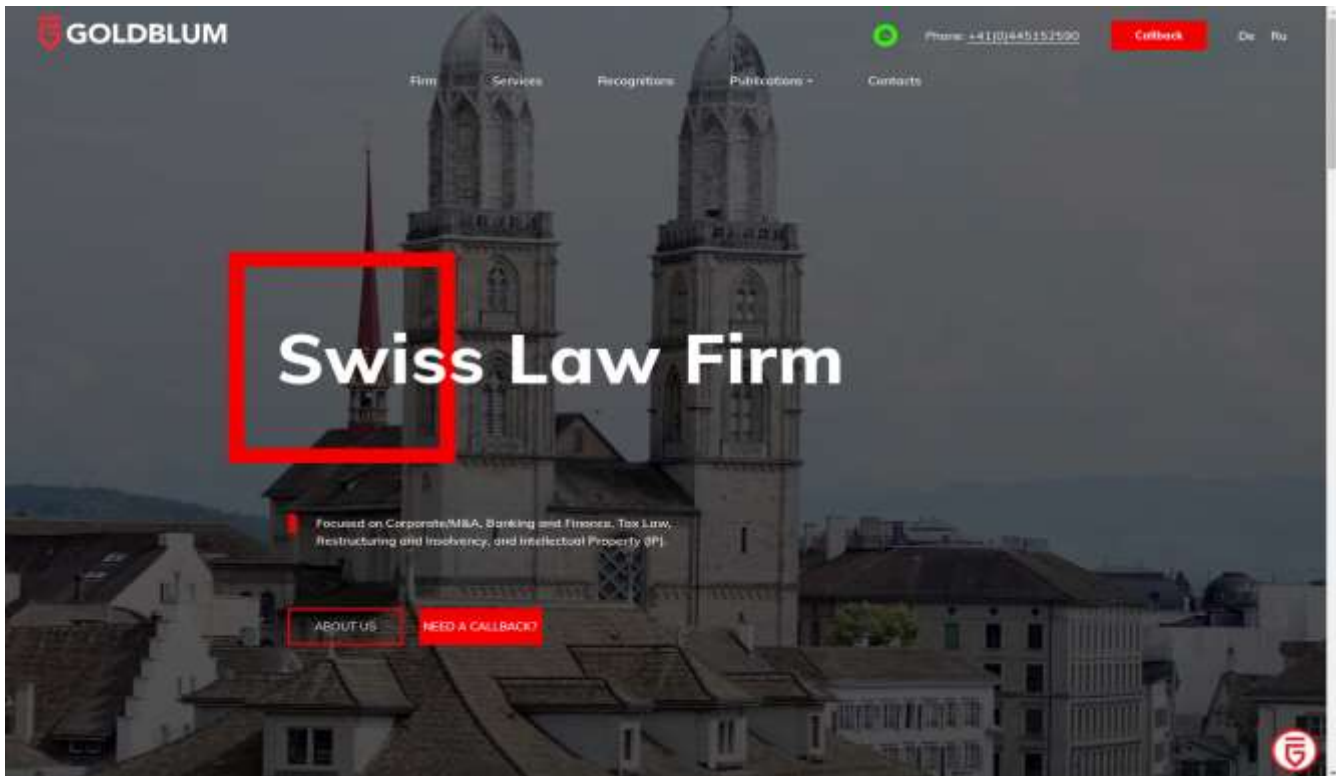 GOLDBLUM
Phone: +41(0)445152590
Callback
De Ru
Firm Services Recognitions Publications Contacts
Swiss Law Firm
Focused on Corporate/M&A, Banking and Finance, Tax Law,
Restructuring and Insolvency, and Intellectual Property (IP).
ABOUT US NEED A CALLBACK?